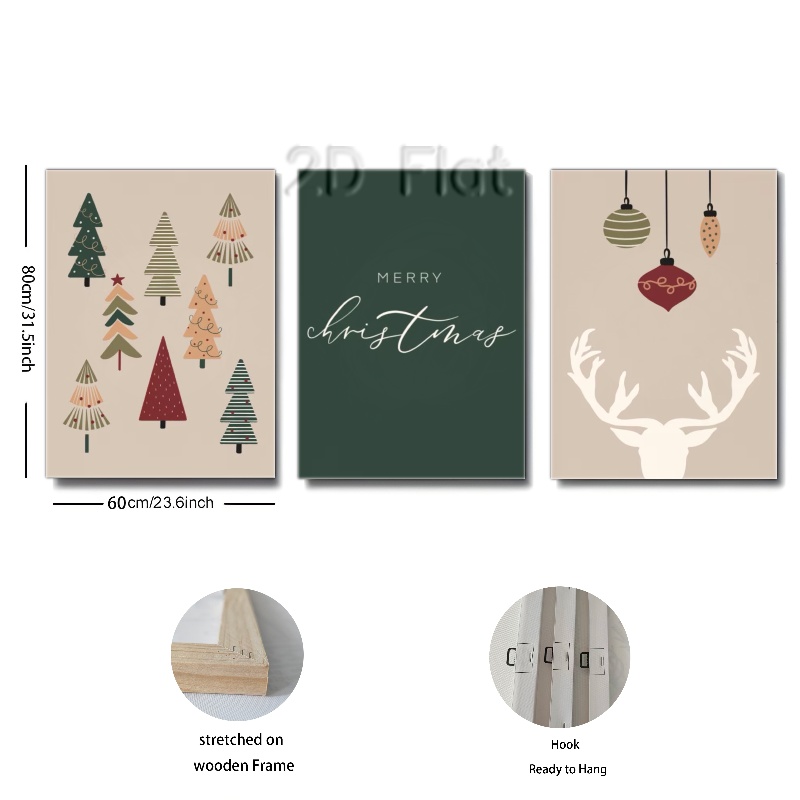 2D Flat
80cm/31.5inch
MERRY
christmas
60cm/23.6inch
stretched on
wooden Frame
Hook
Ready to Hang